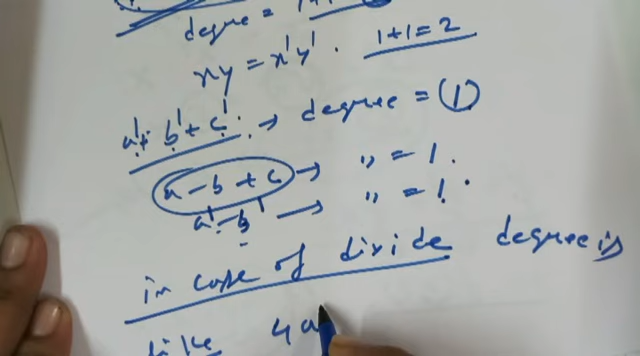 degree =
xy = x¹y¹. 1+1=2
a¹+b¹+c¹. → degree = 1
a-b+c → ,, = 1.
a¹-b¹ → ,, = 1.
in case of divide degree is
like 4a